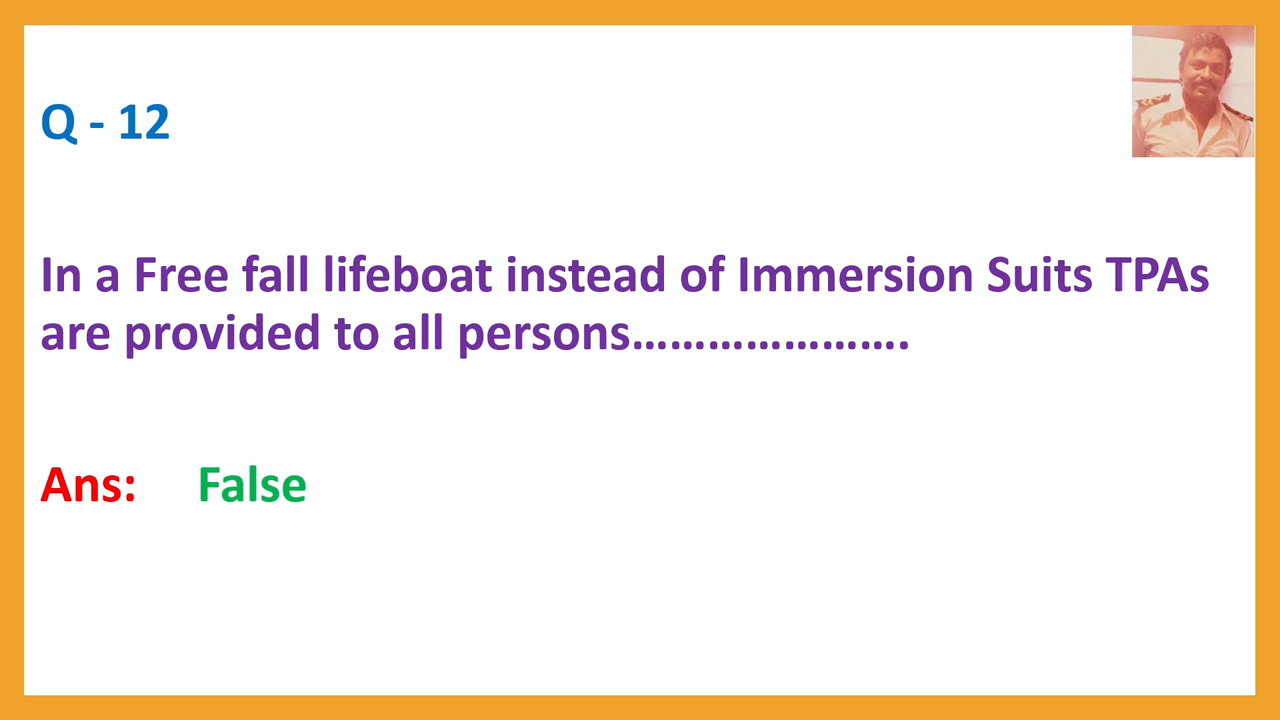 Q - 12
In a Free fall lifeboat instead of Immersion Suits TPAs
are provided to all persons………………….
Ans: False